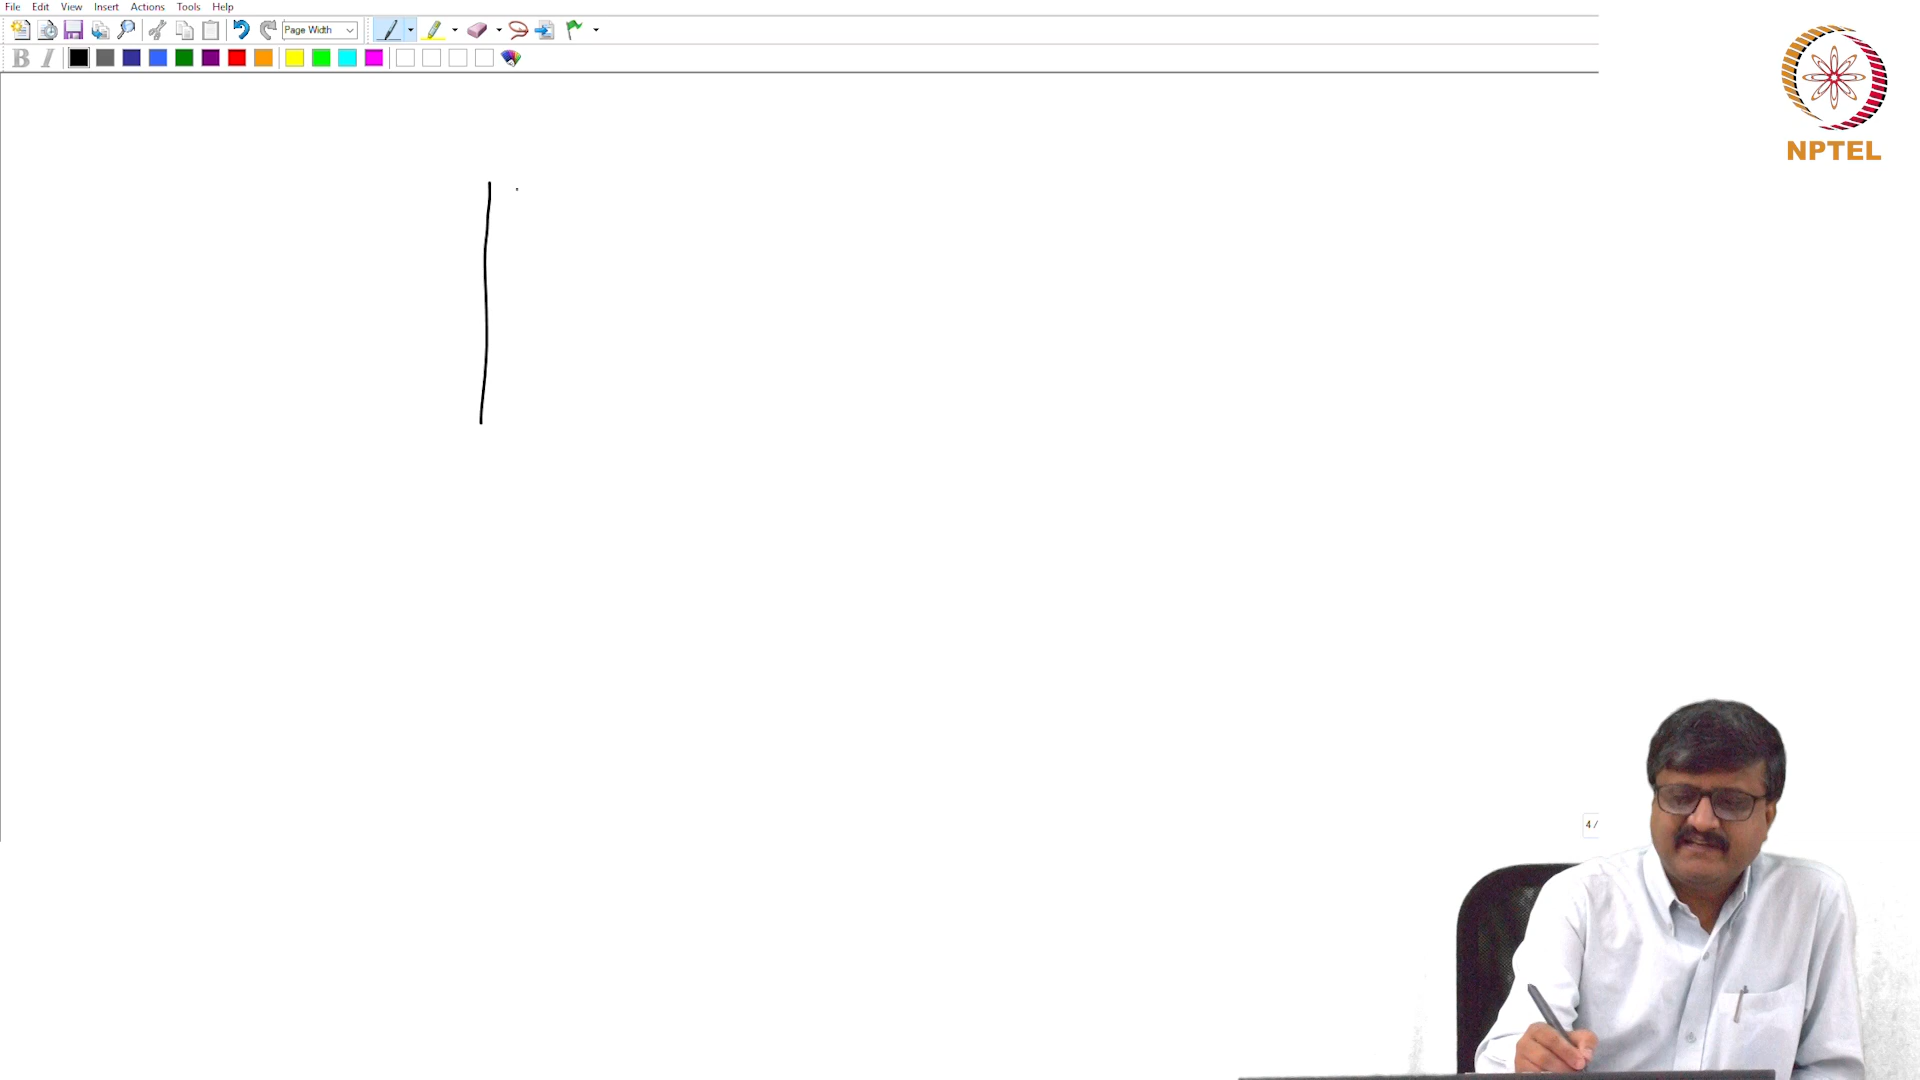 File Edit View Insert Actions Tools Help
Page Width
B I
NPTEL
4 /